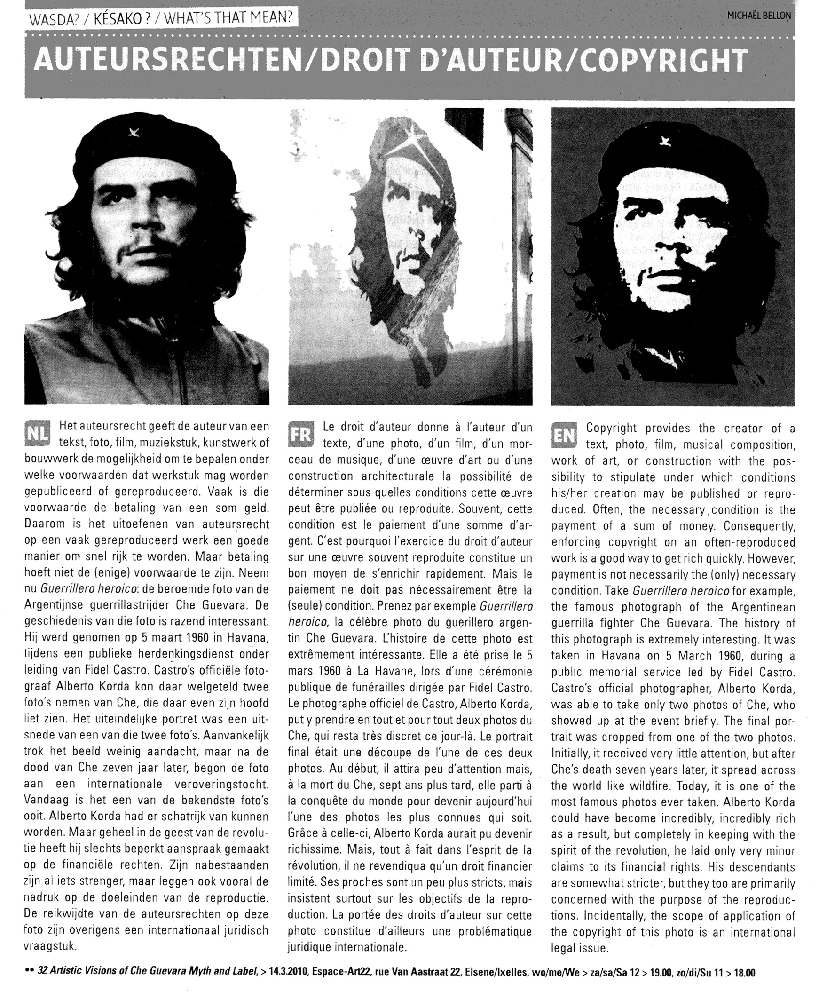 WASDA? / KÉSAKO ? / WHAT'S THAT MEAN?
MICHAËL BELLON
AUTEURSRECHTEN/DROIT D'AUTEUR/COPYRIGHT
NL Het auteursrecht geeft de auteur van een
tekst, foto, film, muziekstuk, kunstwerk of
bouwwerk de mogelijkheid om te bepalen onder
welke voorwaarden dat werkstuk mag worden
gepubliceerd of gereproduceerd. Vaak is die
voorwaarde de betaling van een som geld.
Daarom is het uitoefenen van auteursrecht
op een vaak gereproduceerd werk een goede
manier om snel rijk te worden. Maar betaling
hoeft niet de (enige) voorwaarde te zijn. Neem
nu Guerrillero heroico: de beroemde foto van de
Argentijnse guerrillastrijder Che Guevara. De
geschiedenis van die foto is razend interessant.
Hij werd genomen op 5 maart 1960 in Havana,
tijdens een publieke herdenkingsdienst onder
leiding van Fidel Castro. Castro's officiële foto-
graaf Alberto Korda kon daar welgeteld twee
foto's nemen van Che, die daar even zijn hoofd
liet zien. Het uiteindelijke portret was een uit-
snede van een van die twee foto's. Aanvankelijk
trok het beeld weinig aandacht, maar na de
dood van Che zeven jaar later, begon de foto
aan een internationale veroveringstocht.
Vandaag is het een van de bekendste foto's
ooit. Alberto Korda had er schatrijk van kunnen
worden. Maar geheel in de geest van de revolu-
tie heeft hij slechts beperkt aanspraak gemaakt
op de financiële rechten. Zijn nabestaanden
zijn al iets strenger, maar leggen ook vooral de
nadruk op de doeleinden van de reproductie.
De reikwijdte van de auteursrechten op deze
foto zijn overigens een internationaal juridisch
vraagstuk.
FR Le droit d'auteur donne à l'auteur d'un
texte, d'une photo, d'un film, d'un mor-
ceau de musique, d'une œuvre d'art ou d'une
construction architecturale la possibilité de
déterminer sous quelles conditions cette œuvre
peut être publiée ou reproduite. Souvent, cette
condition est le paiement d'une somme d'ar-
gent. C'est pourquoi l'exercice du droit d'auteur
sur une œuvre souvent reproduite constitue un
bon moyen de s'enrichir rapidement. Mais le
paiement ne doit pas nécessairement être la
(seule) condition. Prenez par exemple Guerrillero
heroico, la célèbre photo du guerillero argen-
tin Che Guevara. L'histoire de cette photo est
extrêmement intéressante. Elle a été prise le 5
mars 1960 à La Havane, lors d'une cérémonie
publique de funérailles dirigée par Fidel Castro.
Le photographe officiel de Castro, Alberto Korda,
put y prendre en tout et pour tout deux photos du
Che, qui resta très discret ce jour-là. Le portrait
final était une découpe de l'une de ces deux
photos. Au début, il attira peu d'attention mais,
à la mort du Che, sept ans plus tard, elle parti à
la conquête du monde pour devenir aujourd'hui
l'une des photos les plus connues qui soit.
Grâce à celle-ci, Alberto Korda aurait pu devenir
richissime. Mais, tout à fait dans l'esprit de la
révolution, il ne revendiqua qu'un droit financier
limité. Ses proches sont un peu plus stricts, mais
insistent surtout sur les objectifs de la repro-
duction. La portée des droits d'auteur sur cette
photo constitue d'ailleurs une problématique
juridique internationale.
EN Copyright provides the creator of a
text, photo, film, musical composition,
work of art, or construction with the pos-
sibility to stipulate under which conditions
his/her creation may be published or repro-
duced. Often, the necessary condition is the
payment of a sum of money. Consequently,
enforcing copyright on an often-reproduced
work is a good way to get rich quickly. However,
payment is not necessarily the (only) necessary
condition. Take Guerrillero heroico for example,
the famous photograph of the Argentinean
guerrilla fighter Che Guevara. The history of
this photograph is extremely interesting. It was
taken in Havana on 5 March 1960, during a
public memorial service led by Fidel Castro.
Castro's official photographer, Alberto Korda,
was able to take only two photos of Che, who
showed up at the event briefly. The final por-
trait was cropped from one of the two photos.
Initially, it received very little attention, but after
Che's death seven years later, it spread across
the world like wildfire. Today, it is one of the
most famous photos ever taken. Alberto Korda
could have become incredibly, incredibly rich
as a result, but completely in keeping with the
spirit of the revolution, he laid only very minor
claims to its financial rights. His descendants
are somewhat stricter, but they too are primarily
concerned with the purpose of the reproduc-
tions. Incidentally, the scope of application of
the copyright of this photo is an international
legal issue.
•• 32 Artistic Visions of Che Guevara Myth and Label, > 14.3.2010, Espace-Art22, rue Van Aastraat 22, Elsene/Ixelles, wo/me/We > za/sa/Sa 12 > 19.00, zo/di/Su 11 > 18.00